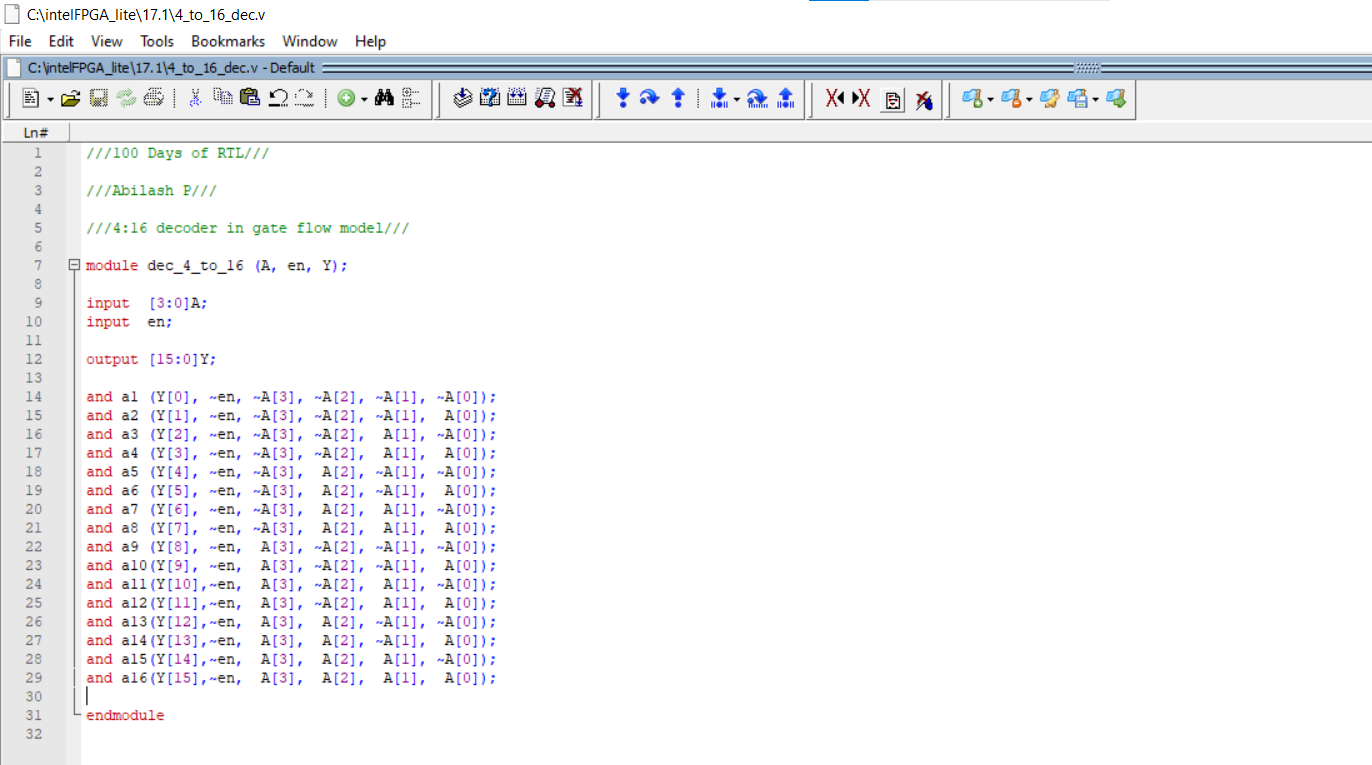 C:\intelFPGA_lite\17.1\4_to_16_dec.v
File Edit View Tools Bookmarks Window Help
C:\intelFPGA_lite\17.1\4_to_16_dec.v - Default
Ln#
1 ///100 Days of RTL///
2
3 ///Abilash P///
4
5 ///4:16 decoder in gate flow model///
6
7 module dec_4_to_16 (A, en, Y);
8
9 input  [3:0]A;
10 input  en;
11
12 output [15:0]Y;
13
14 and a1 (Y[0], ~en, ~A[3], ~A[2], ~A[1], ~A[0]);
15 and a2 (Y[1], ~en, ~A[3], ~A[2], ~A[1],  A[0]);
16 and a3 (Y[2], ~en, ~A[3], ~A[2],  A[1], ~A[0]);
17 and a4 (Y[3], ~en, ~A[3], ~A[2],  A[1],  A[0]);
18 and a5 (Y[4], ~en, ~A[3],  A[2], ~A[1], ~A[0]);
19 and a6 (Y[5], ~en, ~A[3],  A[2], ~A[1],  A[0]);
20 and a7 (Y[6], ~en, ~A[3],  A[2],  A[1], ~A[0]);
21 and a8 (Y[7], ~en, ~A[3],  A[2],  A[1],  A[0]);
22 and a9 (Y[8], ~en,  A[3], ~A[2], ~A[1], ~A[0]);
23 and a10(Y[9], ~en,  A[3], ~A[2], ~A[1],  A[0]);
24 and a11(Y[10],~en,  A[3], ~A[2],  A[1], ~A[0]);
25 and a12(Y[11],~en,  A[3], ~A[2],  A[1],  A[0]);
26 and a13(Y[12],~en,  A[3],  A[2], ~A[1], ~A[0]);
27 and a14(Y[13],~en,  A[3],  A[2], ~A[1],  A[0]);
28 and a15(Y[14],~en,  A[3],  A[2],  A[1], ~A[0]);
29 and a16(Y[15],~en,  A[3],  A[2],  A[1],  A[0]);
30
31 endmodule
32